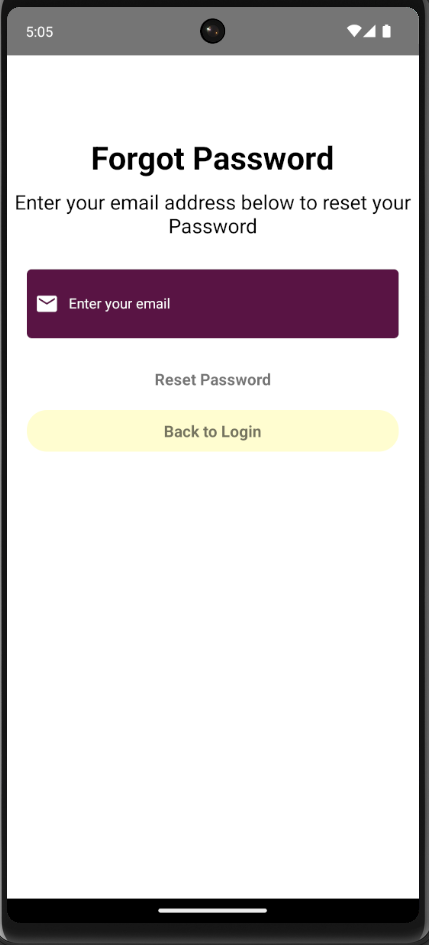 5:05
Forgot Password
Enter your email address below to reset your
Password
Enter your email
Reset Password
Back to Login